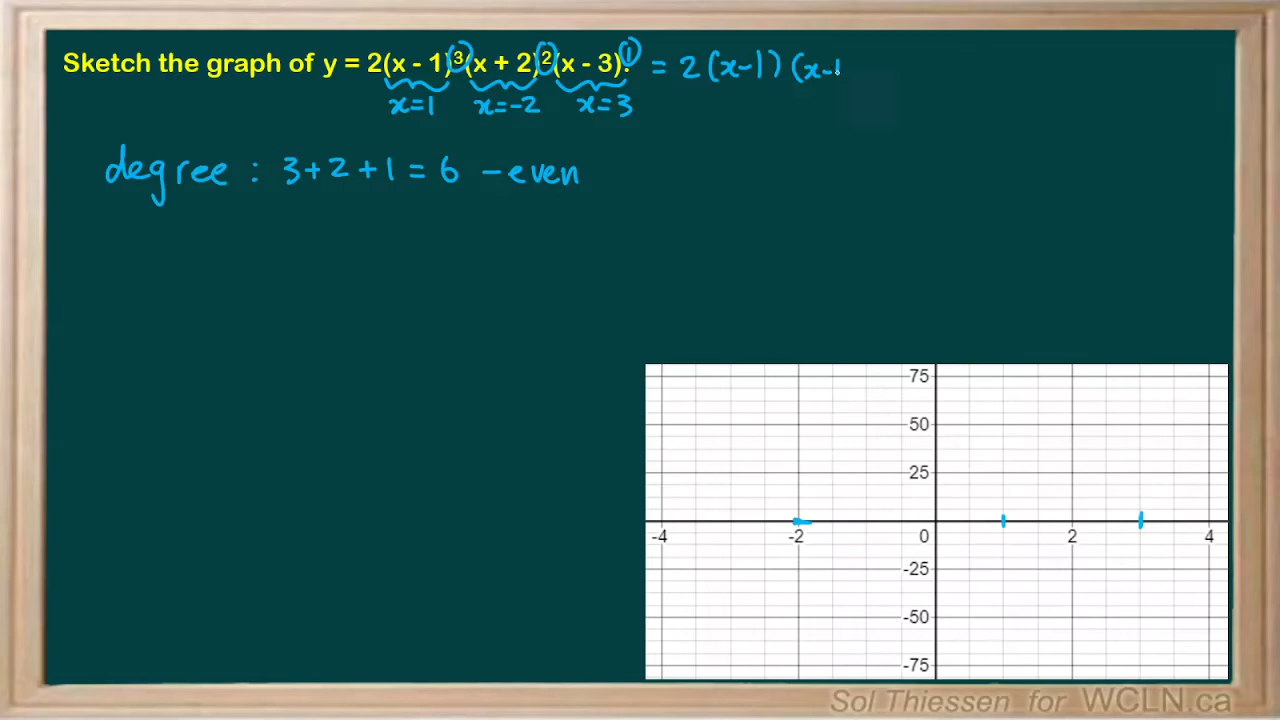 Sketch the graph of y = 2(x - 1)³(x + 2)²(x - 3).¹ = 2(x-1)(x-1
x=1 x=-2 x=3
degree : 3+2+1=6 -even
75
50
25
-4 -2 0 2 4
-25
-50
-75
Sol Thiessen for WCLN.ca